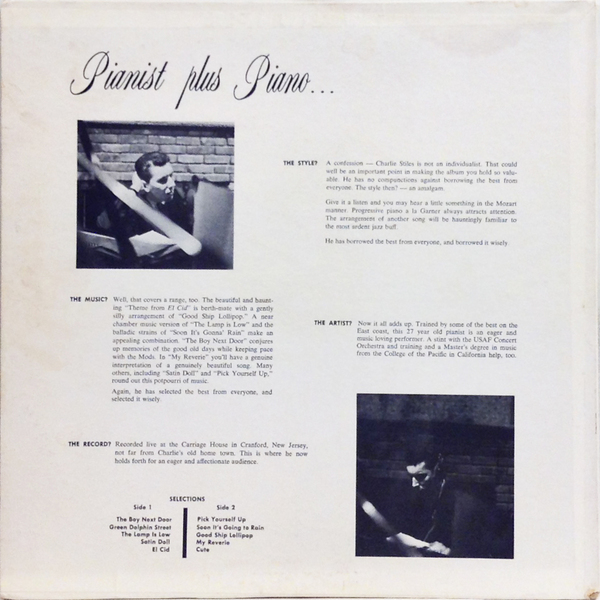 Pianist plus Piano...
THE STYLE? A confession — Charlie Stiles is not an individualist. That could
well be an important point in making the album you hold so valu-
able. He has no compunctions against borrowing the best from
everyone. The style then? — an amalgam.
Give it a listen and you may hear a little something in the Mozart
manner. Progressive piano a la Garner always attracts attention.
The arrangement of another song will be hauntingly familiar to
the most ardent jazz buff.
He has borrowed the best from everyone, and borrowed it wisely.
THE MUSIC? Well, that covers a range, too. The beautiful and haunt-
ing "Theme from El Cid" is berth-mate with a gently
silly arrangement of "Good Ship Lollipop." A near
chamber music version of "The Lamp is Low" and the
balladic strains of "Soon It's Gonna' Rain" make an
appealing combination. "The Boy Next Door" conjures
up memories of the good old days while keeping pace
with the Mods. In "My Reverie" you'll have a genuine
interpretation of a genuinely beautiful song. Many
others, including "Satin Doll" and "Pick Yourself Up,"
round out this potpourri of music.
Again, he has selected the best from everyone, and
selected it wisely.
THE ARTIST? Now it all adds up. Trained by some of the best on the
East coast, this 27 year old pianist is an eager and
music loving performer. A stint with the USAF Concert
Orchestra and training and a Master's degree in music
from the College of the Pacific in California help, too.
THE RECORD? Recorded live at the Carriage House in Cranford, New Jersey,
not far from Charlie's old home town. This is where he now
holds forth for an eager and affectionate audience.
SELECTIONS
Side 1
The Boy Next Door
Green Dolphin Street
The Lamp Is Low
Satin Doll
El Cid
Side 2
Pick Yourself Up
Soon It's Going to Rain
Good Ship Lollipop
My Reverie
Cute